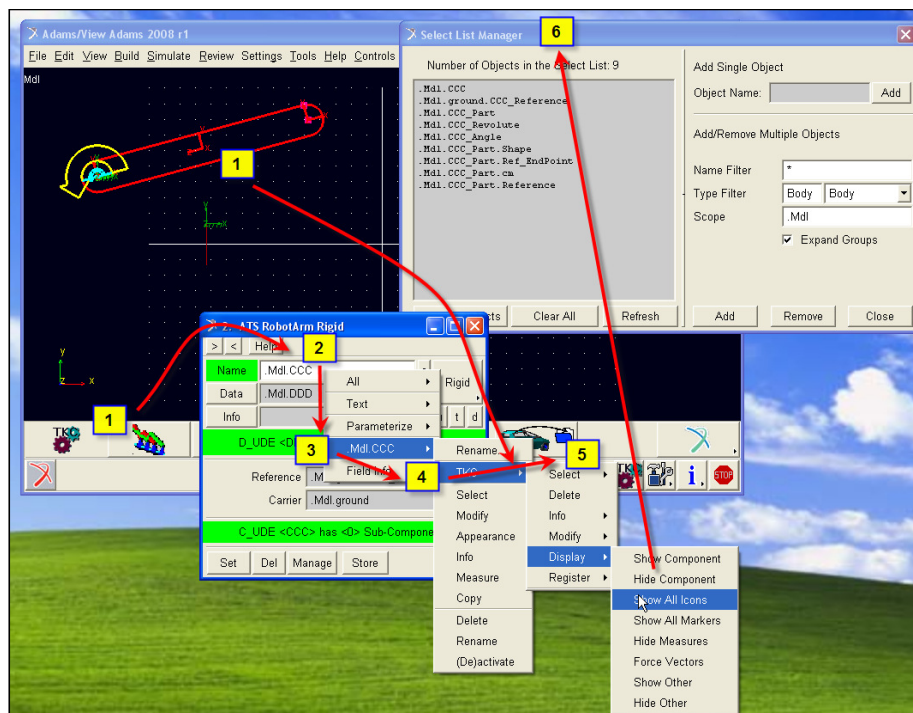 Adams/View Adams 2008 r1
File Edit View Build Simulate Review Settings Tools Help Controls
Mdl
1
y
x
z
Select List Manager
6
Number of Objects in the Select List: 9
.Mdl.CCC
.Mdl.ground.CCC_Reference
.Mdl.CCC_Part
.Mdl.CCC_Revolute
.Mdl.CCC_Angle
.Mdl.CCC_Part.Shape
.Mdl.CCC_Part.Ref_EndPoint
.Mdl.CCC_Part.cm
.Mdl.CCC_Part.Reference
Clear All
Refresh
Add Single Object
Object Name:
Add
Add/Remove Multiple Objects
Name Filter
*
Type Filter
Body
Body
Scope
.Mdl
Expand Groups
Add
Remove
Close
1
TKC
2. ATS RobotArm Rigid
> < Help
2
Name .Mdl.CCC
Rigid
Data .Mdl.DDD
Info
t d
3
Reference
Carrier .Mdl.ground
C_UDE <CCC> has <0> Sub-Compone
Set Del Manage Store
All
Text
Parameterize
.Mdl.CCC
Field Info
4
Rename...
TKC
Select
Modify
Appearance
Info
Measure
Copy
Delete
Rename
(De)activate
5
Select
Delete
Info
Modify
Display
Register
Show Component
Hide Component
Show All Icons
Show All Markers
Hide Measures
Force Vectors
Show Other
Hide Other
i
STOP